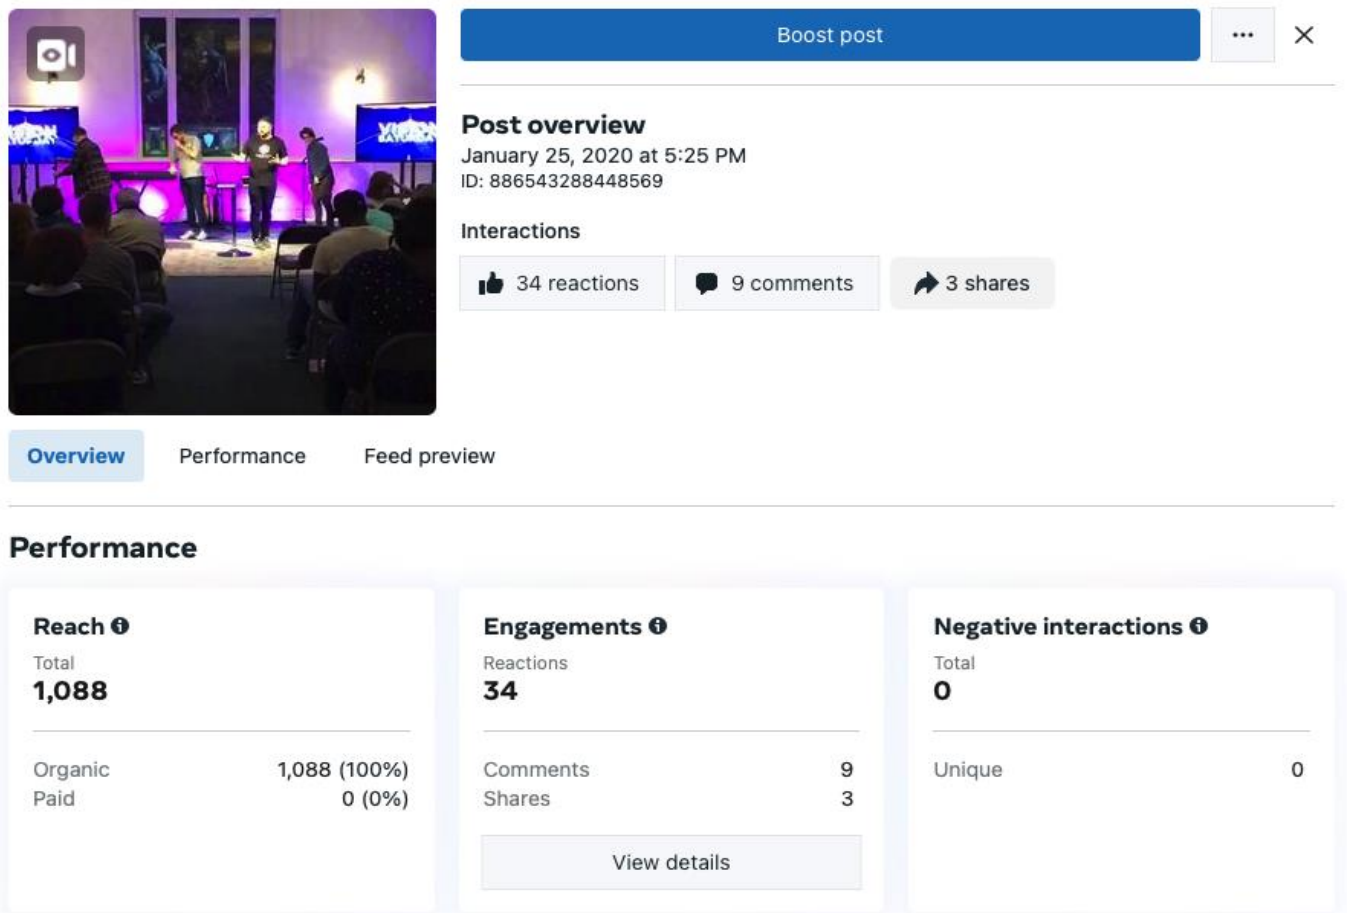 Boost post
Post overview
January 25, 2020 at 5:25 PM
ID: 886543288448569
Interactions
34 reactions
9 comments
3 shares
Overview
Performance
Feed preview
Performance
Reach
Total
1,088
Organic 1,088 (100%)
Paid 0 (0%)
Engagements
Reactions
34
Comments 9
Shares 3
View details
Negative interactions
Total
0
Unique 0